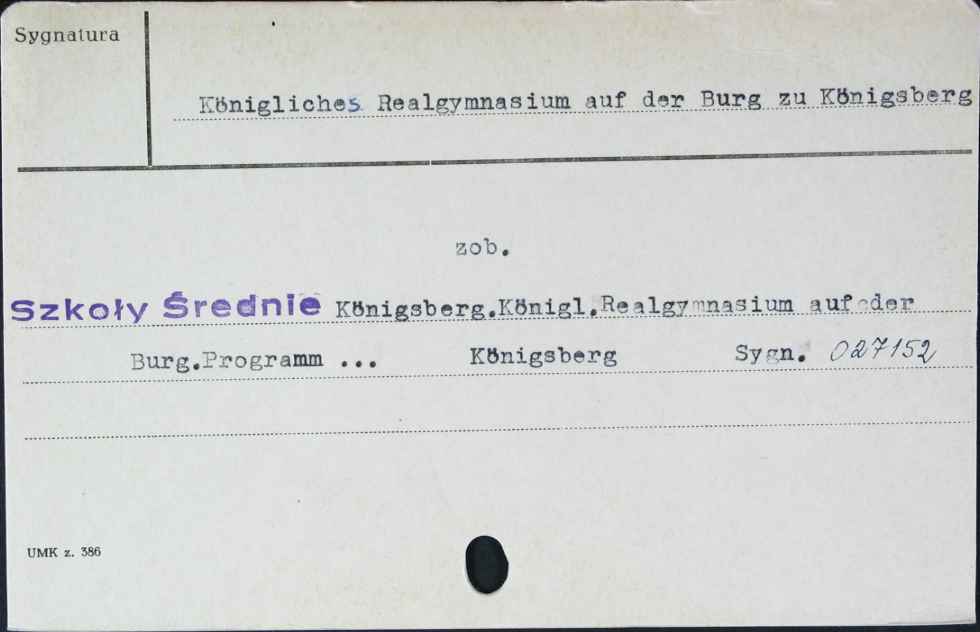 Sygnatura
Königliches Realgymnasium auf der Burg zu Königsberg
zob.
Szkoły Średnie Königsberg.Königl.Realgymnasium auf der
Burg.Programm ... Königsberg Sygn. 027152
UMK z. 386